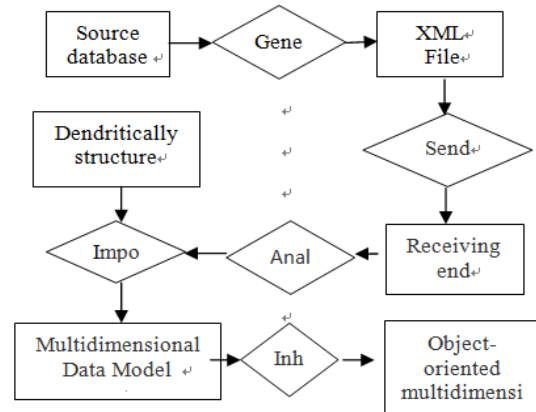 Source
database
Gene
XML
File
Dendritically
structure
Send
Impo
Anal
Receiving
end
Multidimensional
Data Model
Inh
Object-
oriented
multidimensi